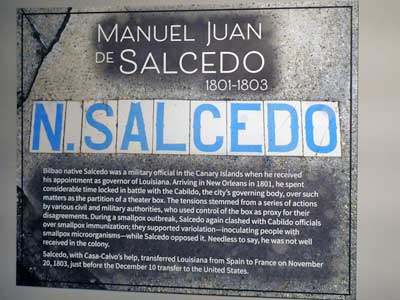 MANUEL JUAN
DE SALCEDO
1801-1803
N. SALCEDO
Bilbao native Salcedo was a military official in the Canary Islands when he received
his appointment as governor of Louisiana. Arriving in New Orleans in 1801, he spent
considerable time locked in battle with the Cabildo, the city's governing body, over such
matters as the partition of a theater box. The tensions stemmed from a series of actions
by various civil and military authorities, who used control of the box as proxy for their
disagreements. During a smallpox outbreak, Salcedo again clashed with Cabildo officials
over smallpox immunization; they supported variolation—inoculating people with
smallpox microorganisms—while Salcedo opposed it. Needless to say, he was not well
received in the colony.
Salcedo, with Casa-Calvo's help, transferred Louisiana from Spain to France on November
20, 1803, just before the December 10 transfer to the United States.